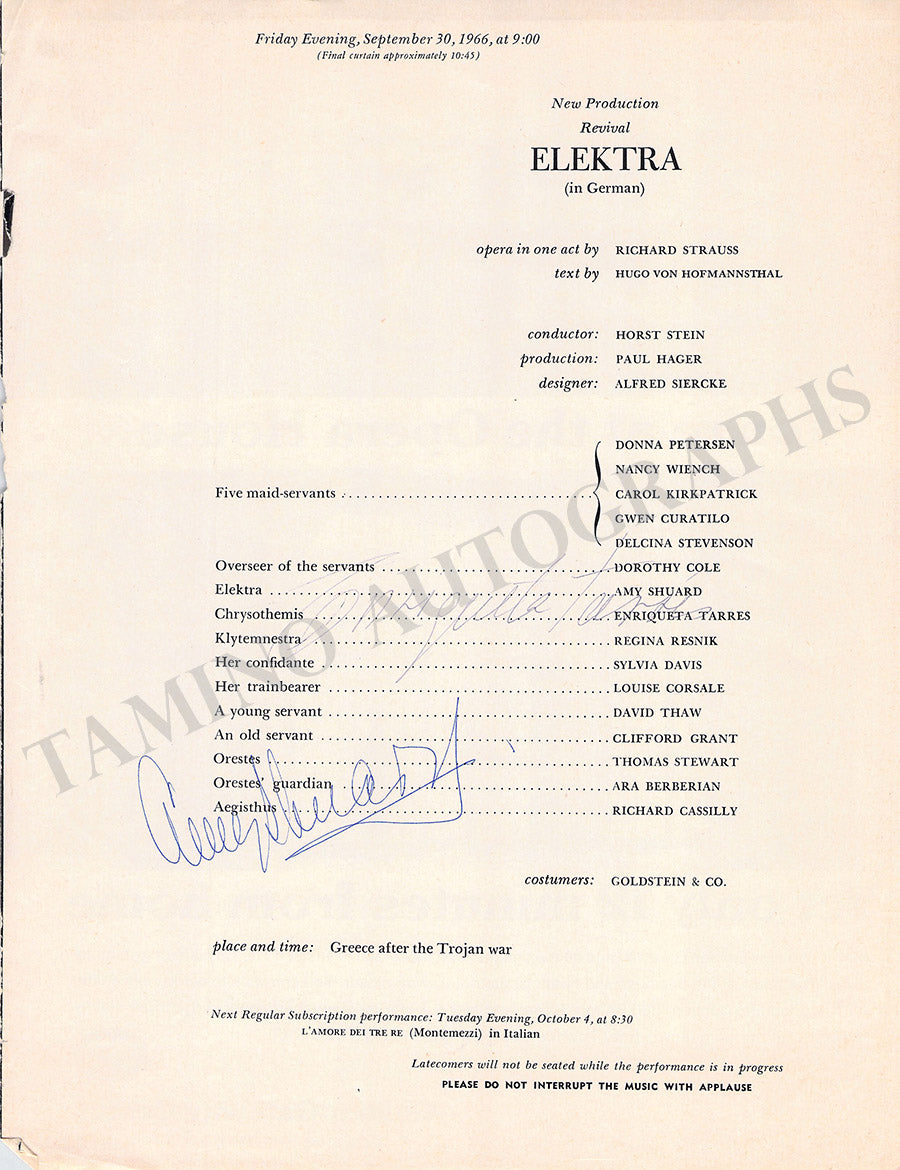 Friday Evening, September 30, 1966, at 9:00
(Final curtain approximately 10:45)
New Production
Revival
ELEKTRA
(in German)
opera in one act by RICHARD STRAUSS
text by HUGO VON HOFMANNSTHAL
conductor: HORST STEIN
production: PAUL HAGER
designer: ALFRED SIERCKE
DONNA PETERSEN
NANCY WIENCH
Five maid-servants ........................ CAROL KIRKPATRICK
GWEN CURATILO
DELCINA STEVENSON
Overseer of the servants ........................ DOROTHY COLE
Elektra ........................ AMY SHUARD
Chrysothemis ........................ ENRIQUETA TARRES
Enriqueta Tarrés
Klytemnestra ........................ REGINA RESNIK
Her confidante ........................ SYLVIA DAVIS
Her trainbearer ........................ LOUISE CORSALE
A young servant ........................ DAVID THAW
An old servant ........................ CLIFFORD GRANT
Orestes ........................ THOMAS STEWART
Orestes' guardian ........................ ARA BERBERIAN
Aegisthus ........................ RICHARD CASSILLY
Amy Shuard
costumers: GOLDSTEIN & CO.
place and time: Greece after the Trojan war
Next Regular Subscription performance: Tuesday Evening, October 4, at 8:30
L'AMORE DEI TRE RE (Montemezzi) in Italian
Latecomers will not be seated while the performance is in progress
PLEASE DO NOT INTERRUPT THE MUSIC WITH APPLAUSE
TAMINO AUTOGRAPHS